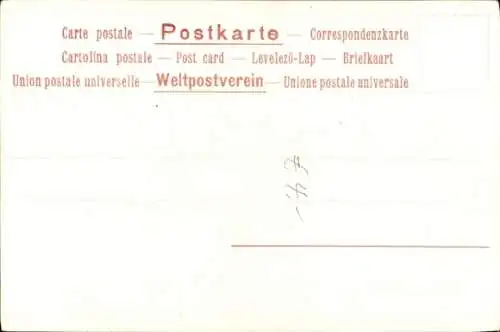 Carte postale — Postkarte — Correspondenzkarte
Cartolina postale — Post card — Levelező-Lap — Briefkaart
Union postale universelle — Weltpostverein — Unione postale universale